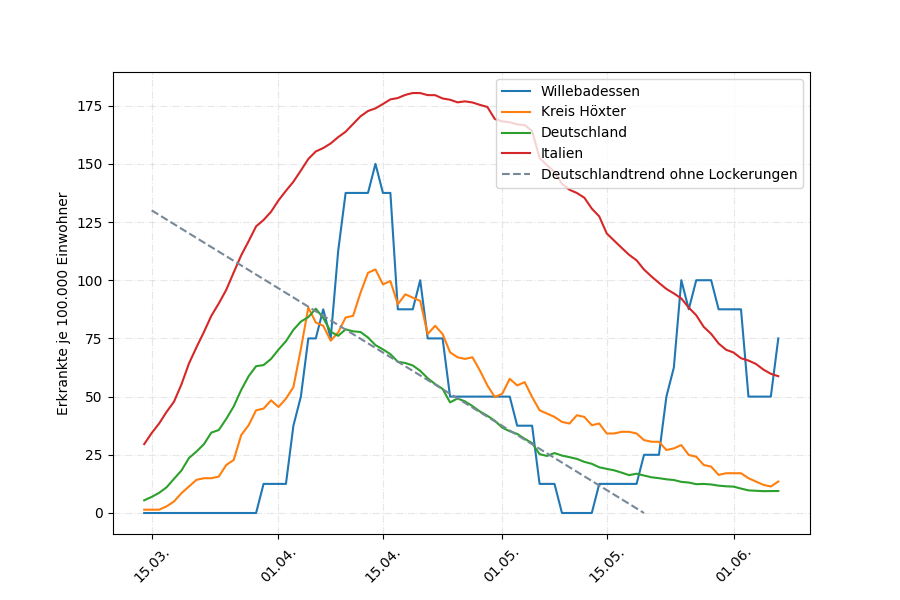 Willebadessen
Kreis Höxter
Deutschland
Italien
Deutschlandtrend ohne Lockerungen
Erkrankte je 100.000 Einwohner
175
150
125
100
75
50
25
0
15.03.
01.04.
15.04.
01.05.
15.05.
01.06.